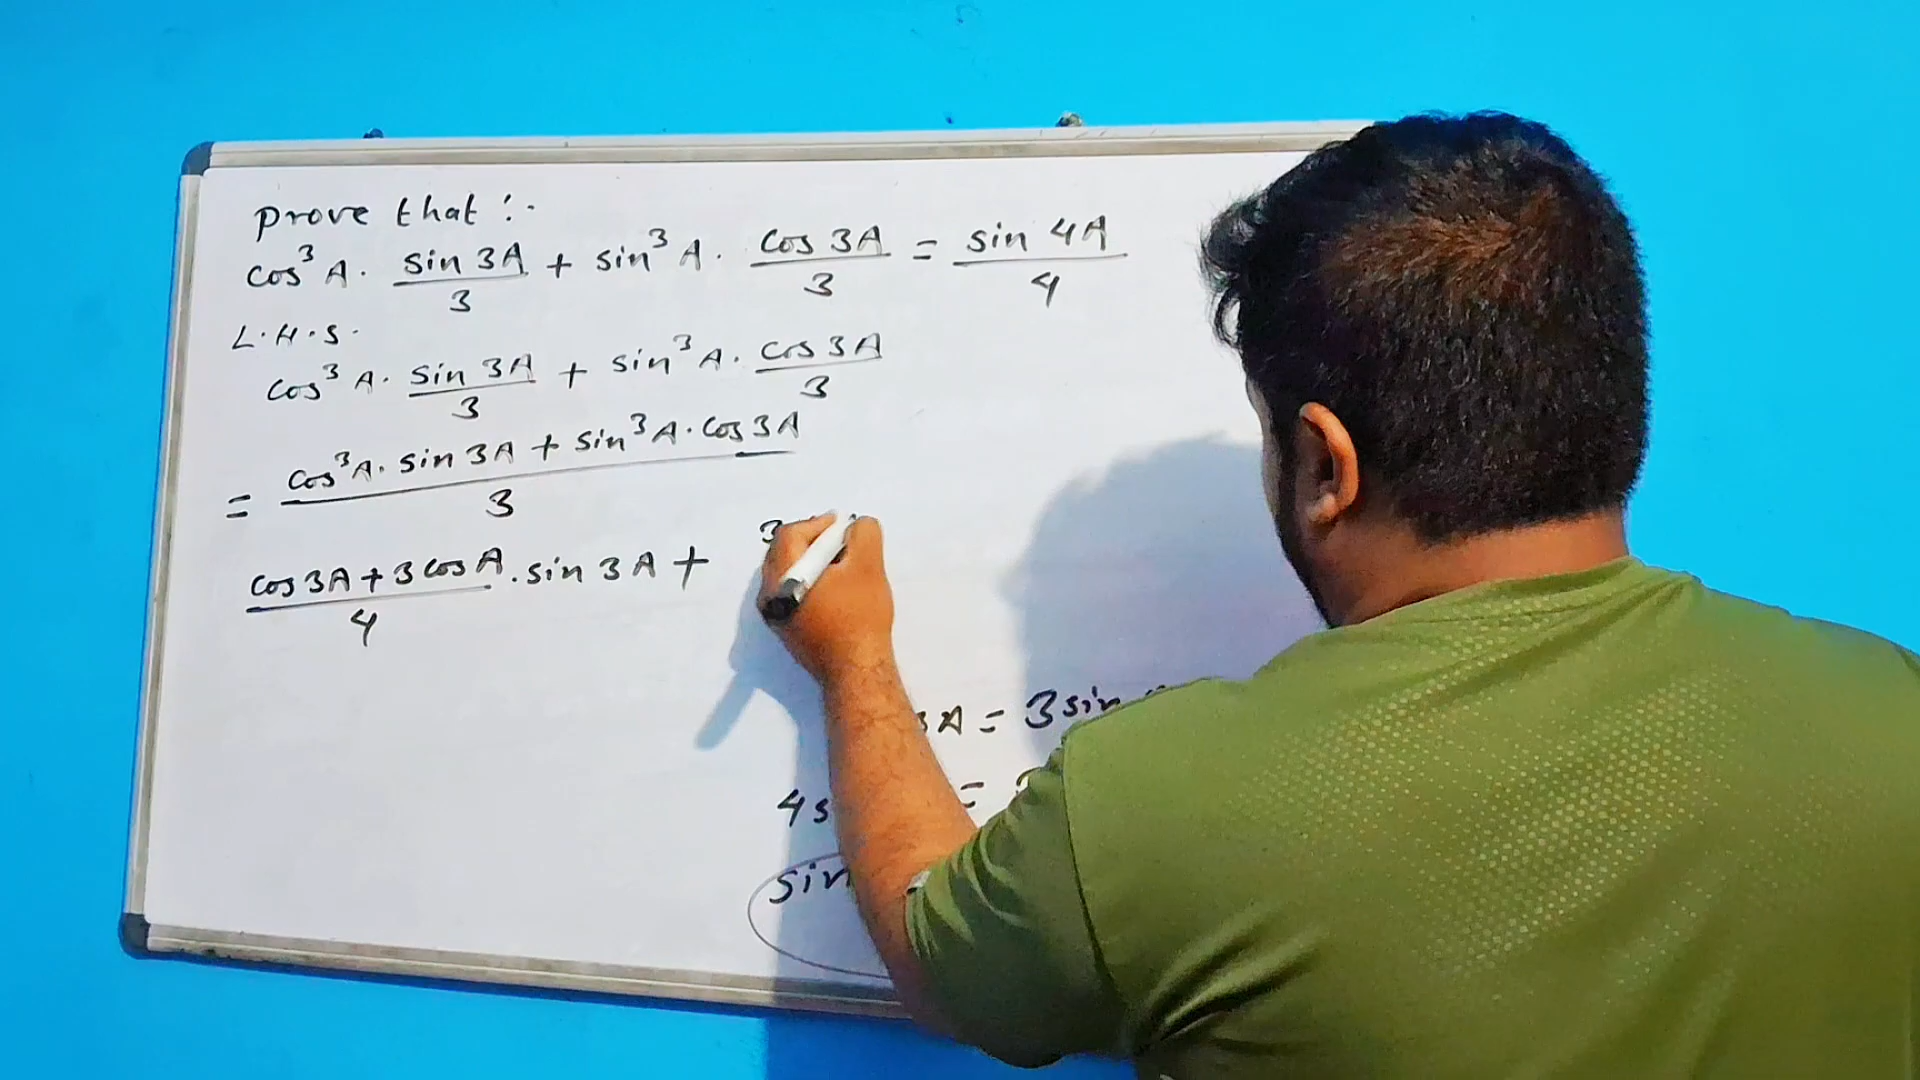 prove that :-
cos³A · sin 3A/3 + sin³A · cos 3A/3 = sin 4A/4
L.H.S.
cos³A · sin 3A/3 + sin³A · cos 3A/3
= cos³A · sin 3A + sin³A · cos 3A/3
cos 3A + 3 cos A/4 · sin 3A + 3
A = 3 sin
4s =
sin